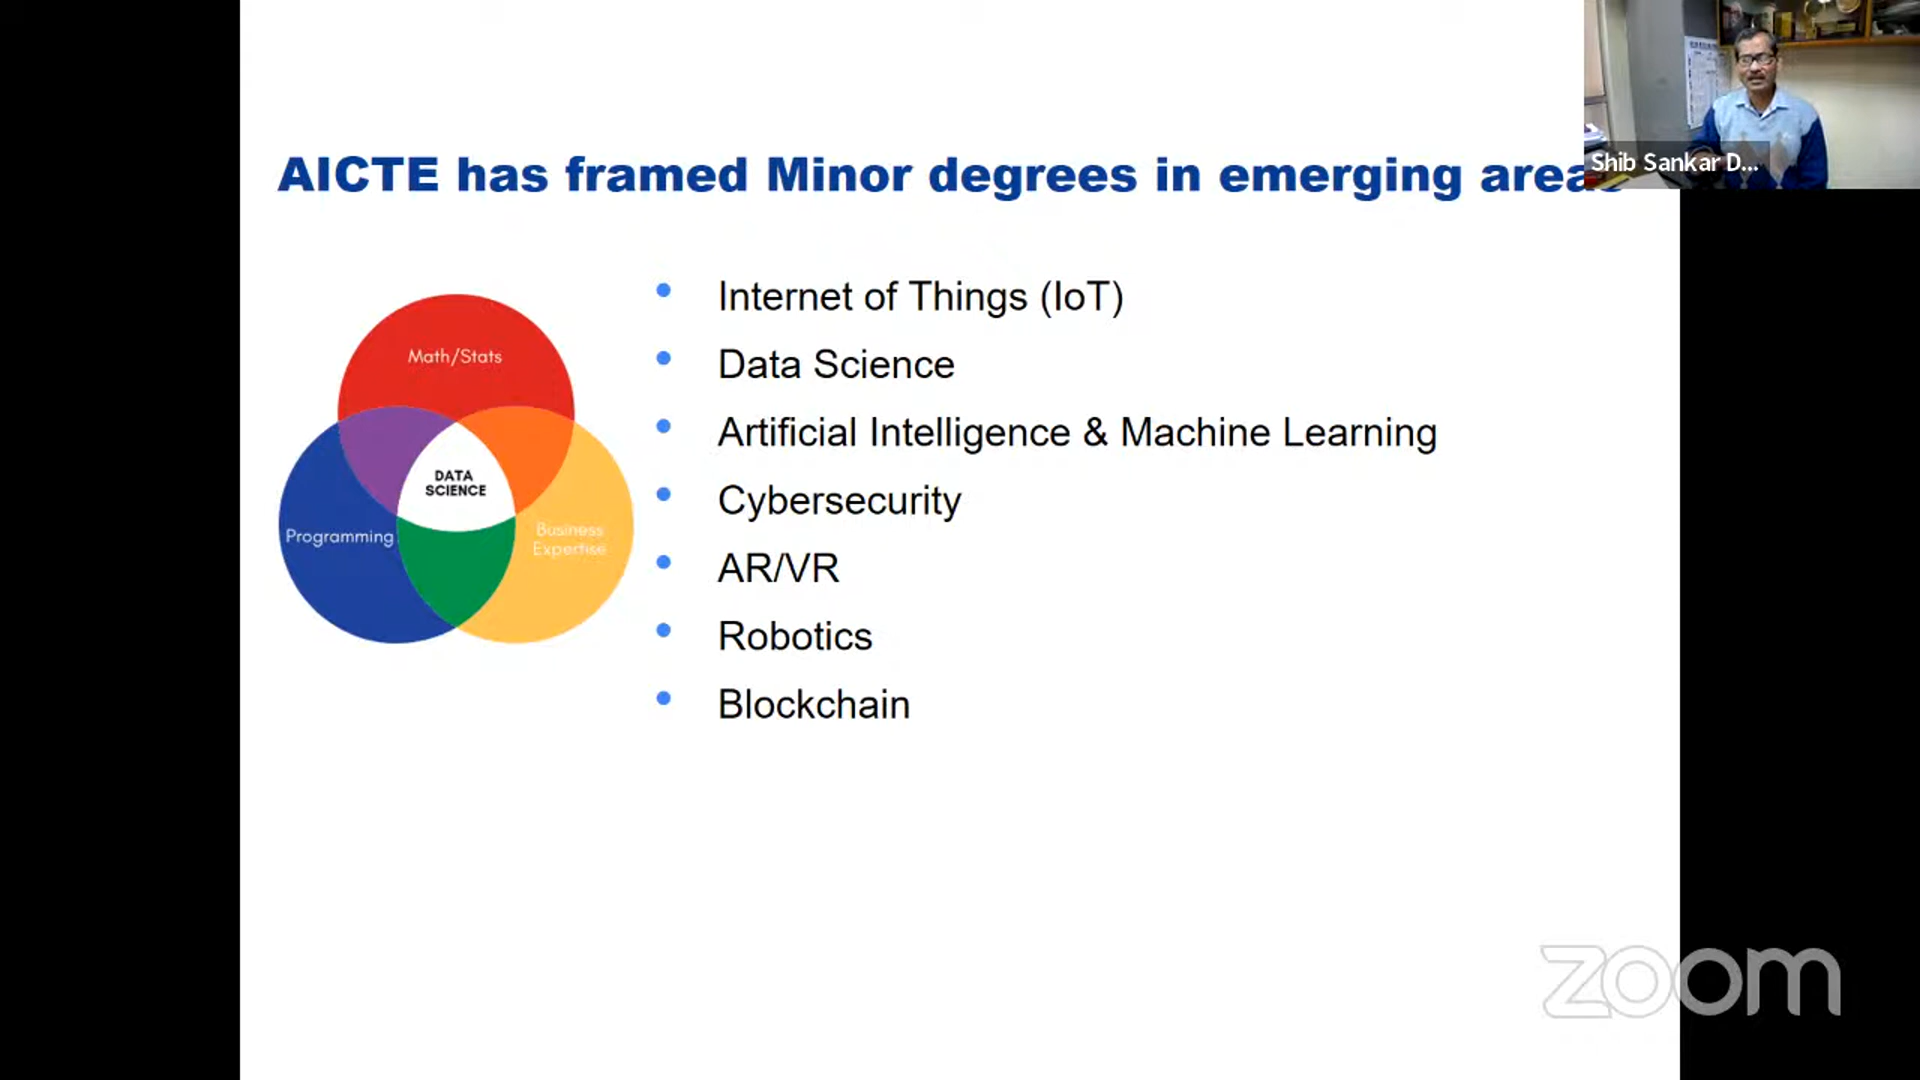 AICTE has framed Minor degrees in emerging areas
Shib Sankar D...
Math/Stats
DATA
SCIENCE
Programming
Business
Expertise
Internet of Things (IoT)
Data Science
Artificial Intelligence & Machine Learning
Cybersecurity
AR/VR
Robotics
Blockchain
zoom